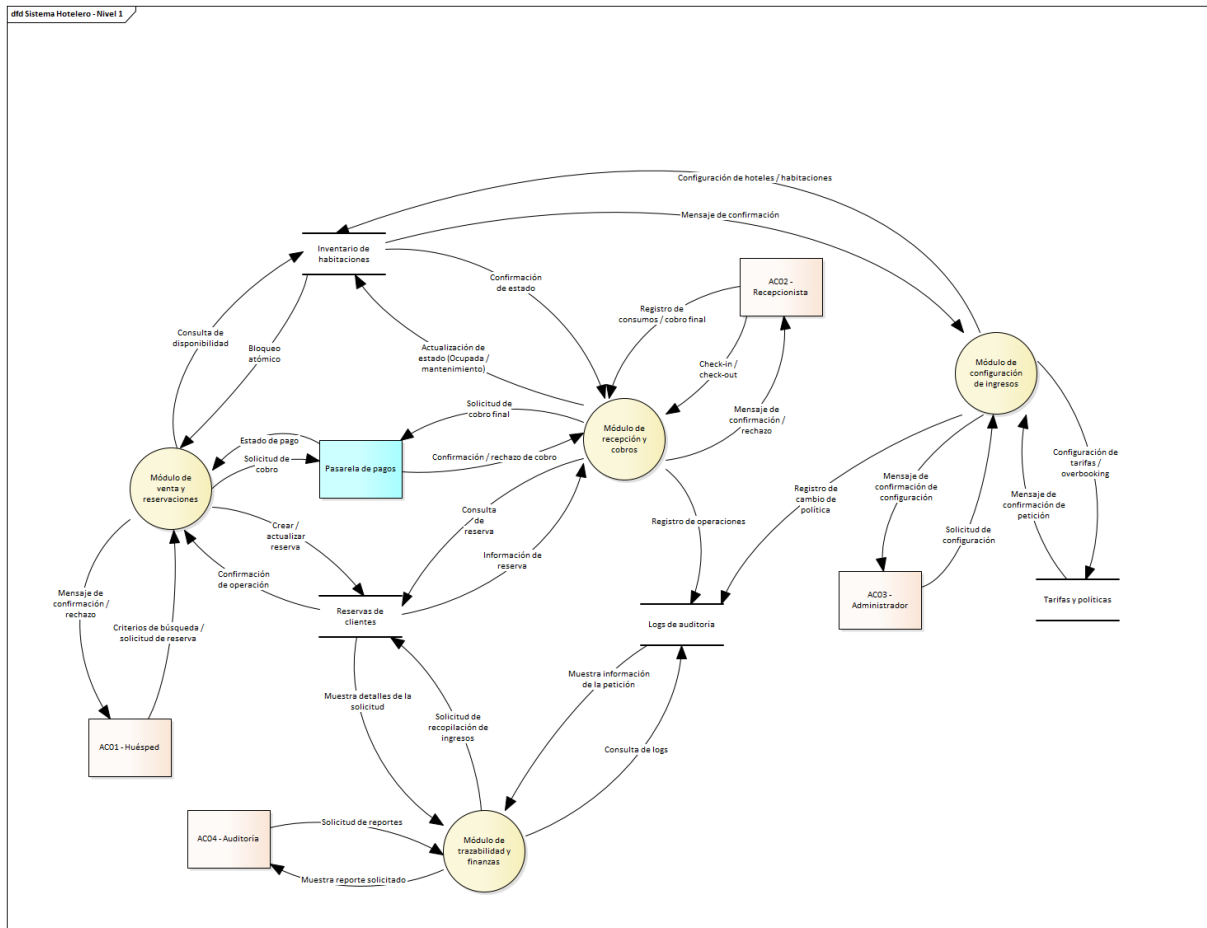 dfd Sistema Hotelero - Nivel 1
Configuración de hoteles / habitaciones
Mensaje de confirmación
Inventario de
habitaciones
Confirmación
de estado
AC02 -
Recepcionista
Registro de
consumos / cobro final
Consulta de
disponibilidad
Bloqueo
atómico
Actualización de
estado (Ocupada /
mantenimiento)
Check-in /
check-out
Módulo de
configuración
de ingresos
Solicitud de
cobro final
Mensaje de
confirmación /
rechazo
Módulo de
recepción y
cobros
Estado de pago
Solicitud de
cobro
Pasarela de pagos
Confirmación / rechazo de cobro
Módulo de
venta y
reservaciones
Configuración de
tarifas /
overbooking
Mensaje de
confirmación de
configuración
Mensaje de
confirmación de
petición
Registro de
cambio de
política
Solicitud de
configuración
Crear /
actualizar
reserva
Consulta
de
reserva
Registro de operaciones
Información de
reserva
Confirmación
de operación
Mensaje de
confirmación /
rechazo
Criterios de búsqueda /
solicitud de reserva
Reservas de
clientes
Logs de auditoría
AC03 -
Administrador
Tarifas y políticas
Muestra información
de la petición
Muestra detalles de la
solicitud
Solicitud de
recopilación de
ingresos
Consulta de logs
AC01 - Huésped
AC04 - Auditoría
Solicitud de reportes
Módulo de
trazabilidad y
finanzas
Muestra reporte solicitado